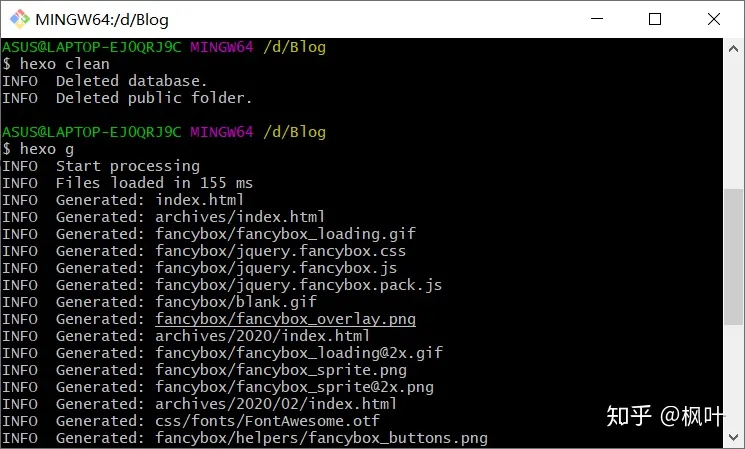 MINGW64:/d/Blog
ASUS@LAPTOP-EJOQRJ9C MINGW64 /d/Blog
$ hexo clean
INFO  Deleted database.
INFO  Deleted public folder.
ASUS@LAPTOP-EJOQRJ9C MINGW64 /d/Blog
$ hexo g
INFO  Start processing
INFO  Files loaded in 155 ms
INFO  Generated: index.html
INFO  Generated: archives/index.html
INFO  Generated: fancybox/fancybox_loading.gif
INFO  Generated: fancybox/jquery.fancybox.css
INFO  Generated: fancybox/jquery.fancybox.js
INFO  Generated: fancybox/jquery.fancybox.pack.js
INFO  Generated: fancybox/blank.gif
INFO  Generated: fancybox/fancybox_overlay.png
INFO  Generated: archives/2020/index.html
INFO  Generated: fancybox/fancybox_loading@2x.gif
INFO  Generated: fancybox/fancybox_sprite.png
INFO  Generated: fancybox/fancybox_sprite@2x.png
INFO  Generated: archives/2020/02/index.html
INFO  Generated: css/fonts/FontAwesome.otf
INFO  Generated: fancybox/helpers/fancybox_buttons.png
知乎 @枫叶